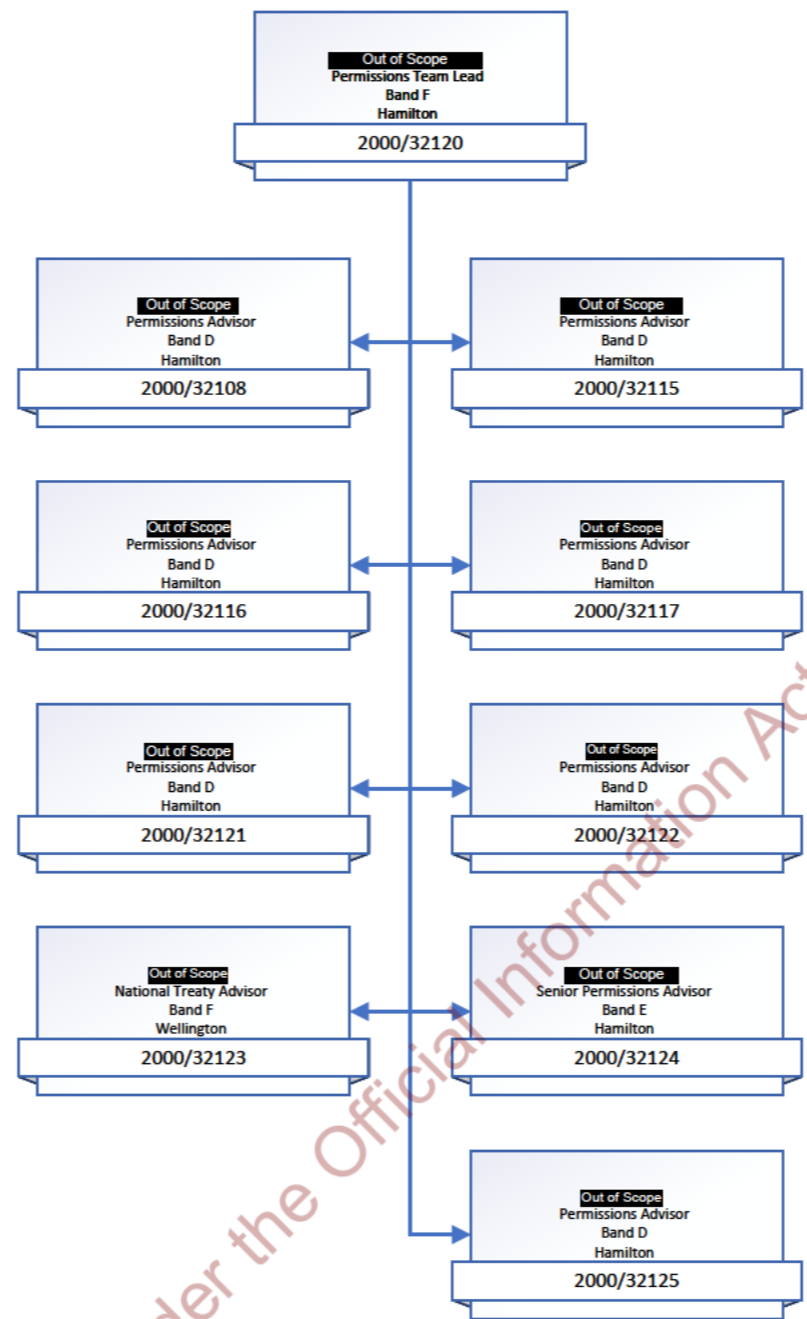 Out of Scope
Permissions Team Lead
Band F
Hamilton
2000/32120
Out of Scope
Permissions Advisor
Band D
Hamilton
2000/32108
Out of Scope
Permissions Advisor
Band D
Hamilton
2000/32115
Out of Scope
Permissions Advisor
Band D
Hamilton
2000/32116
Out of Scope
Permissions Advisor
Band D
Hamilton
2000/32117
Out of Scope
Permissions Advisor
Band D
Hamilton
2000/32121
Out of Scope
Permissions Advisor
Band D
Hamilton
2000/32122
Out of Scope
National Treaty Advisor
Band F
Wellington
2000/32123
Out of Scope
Senior Permissions Advisor
Band E
Hamilton
2000/32124
Out of Scope
Permissions Advisor
Band D
Hamilton
2000/32125
the Official Information Act